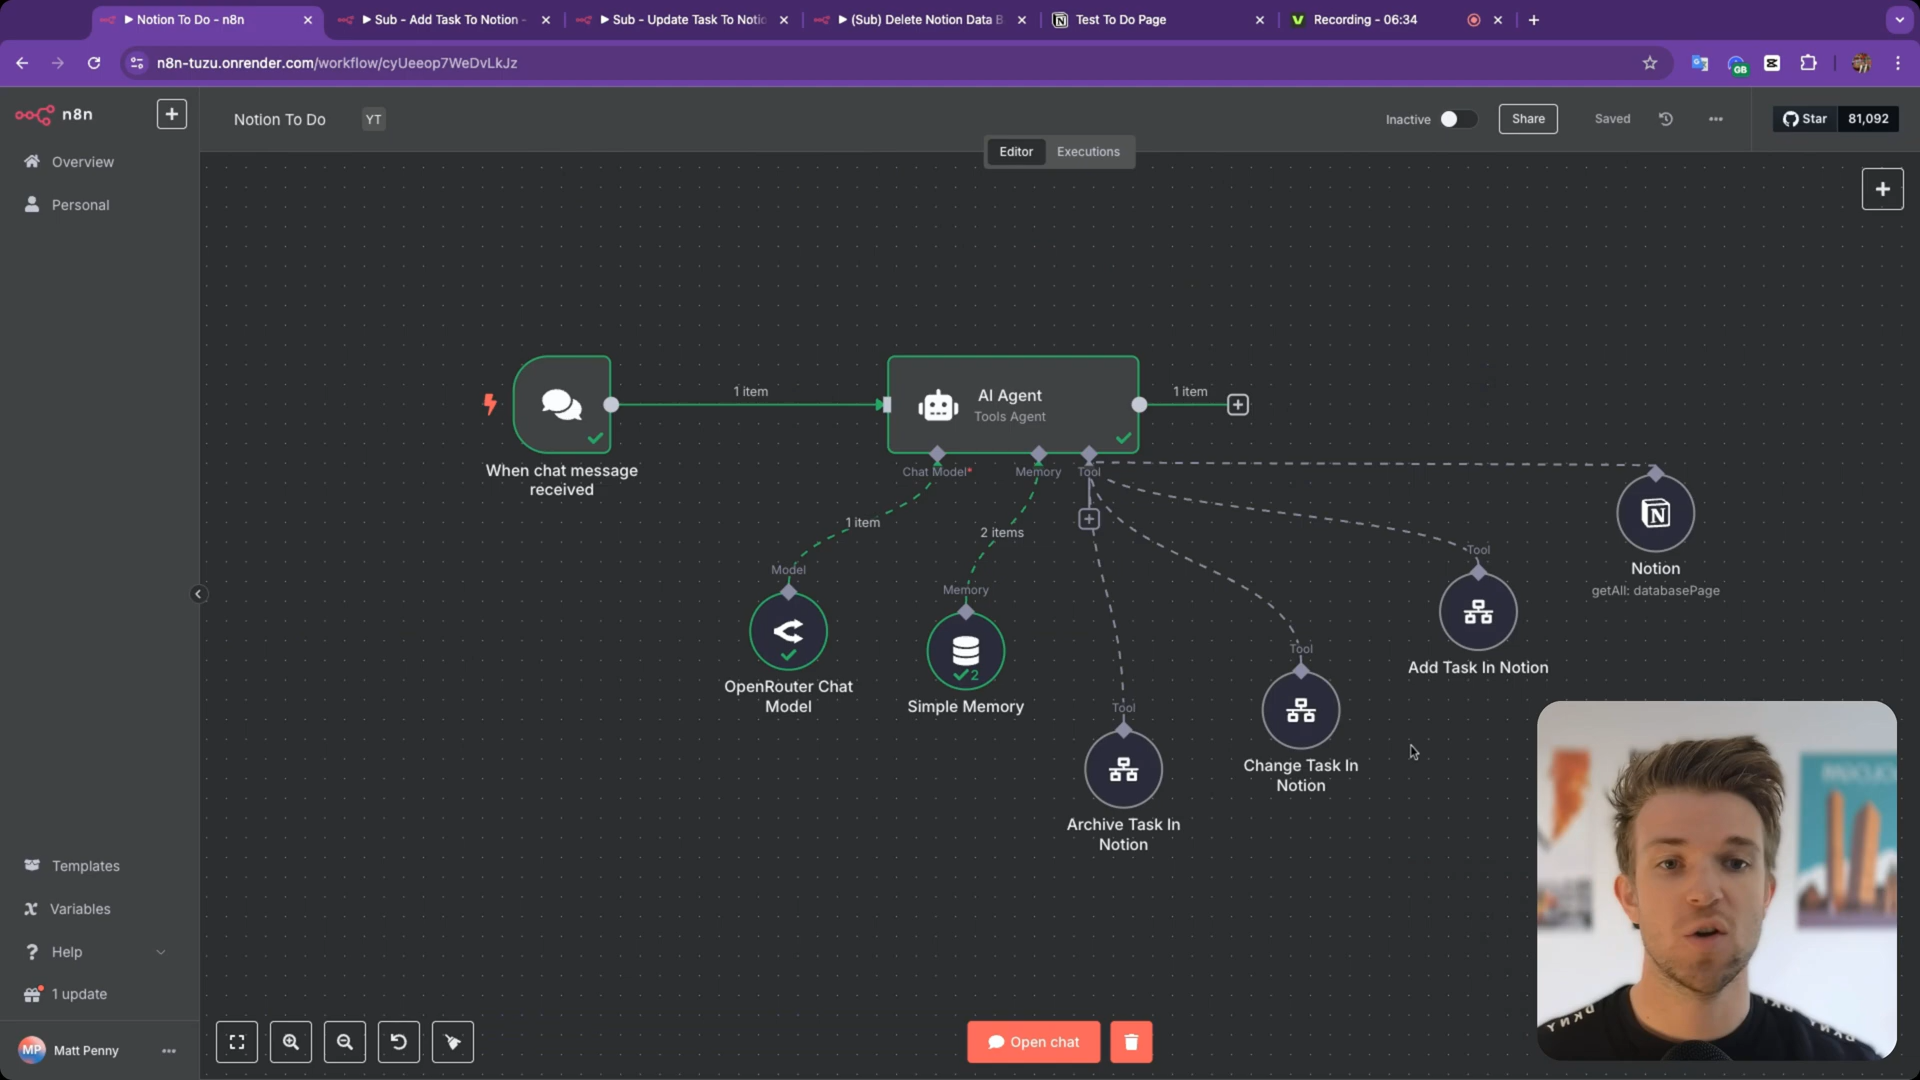 Notion To Do - n8n
Sub - Add Task To Notion -
Sub - Update Task To Notio
(Sub) Delete Notion Data B
Test To Do Page
Recording - 06:34
n8n-tuzu.onrender.com/workflow/cyUeeop7WeDvLkJz
GB
n8n
Notion To Do
YT
Inactive
Share
Saved
Star
81,092
Editor
Executions
Overview
Personal
1 item
AI Agent
Tools Agent
1 item
When chat message
received
Chat Model*
Memory
Tool
1 item
2 items
Model
OpenRouter Chat
Model
Memory
2
Simple Memory
Tool
Archive Task In
Notion
Tool
Change Task In
Notion
Tool
Add Task In Notion
Notion
getAll: databasePage
Templates
Variables
Help
1 update
MP
Matt Penny
Open chat
DKNY